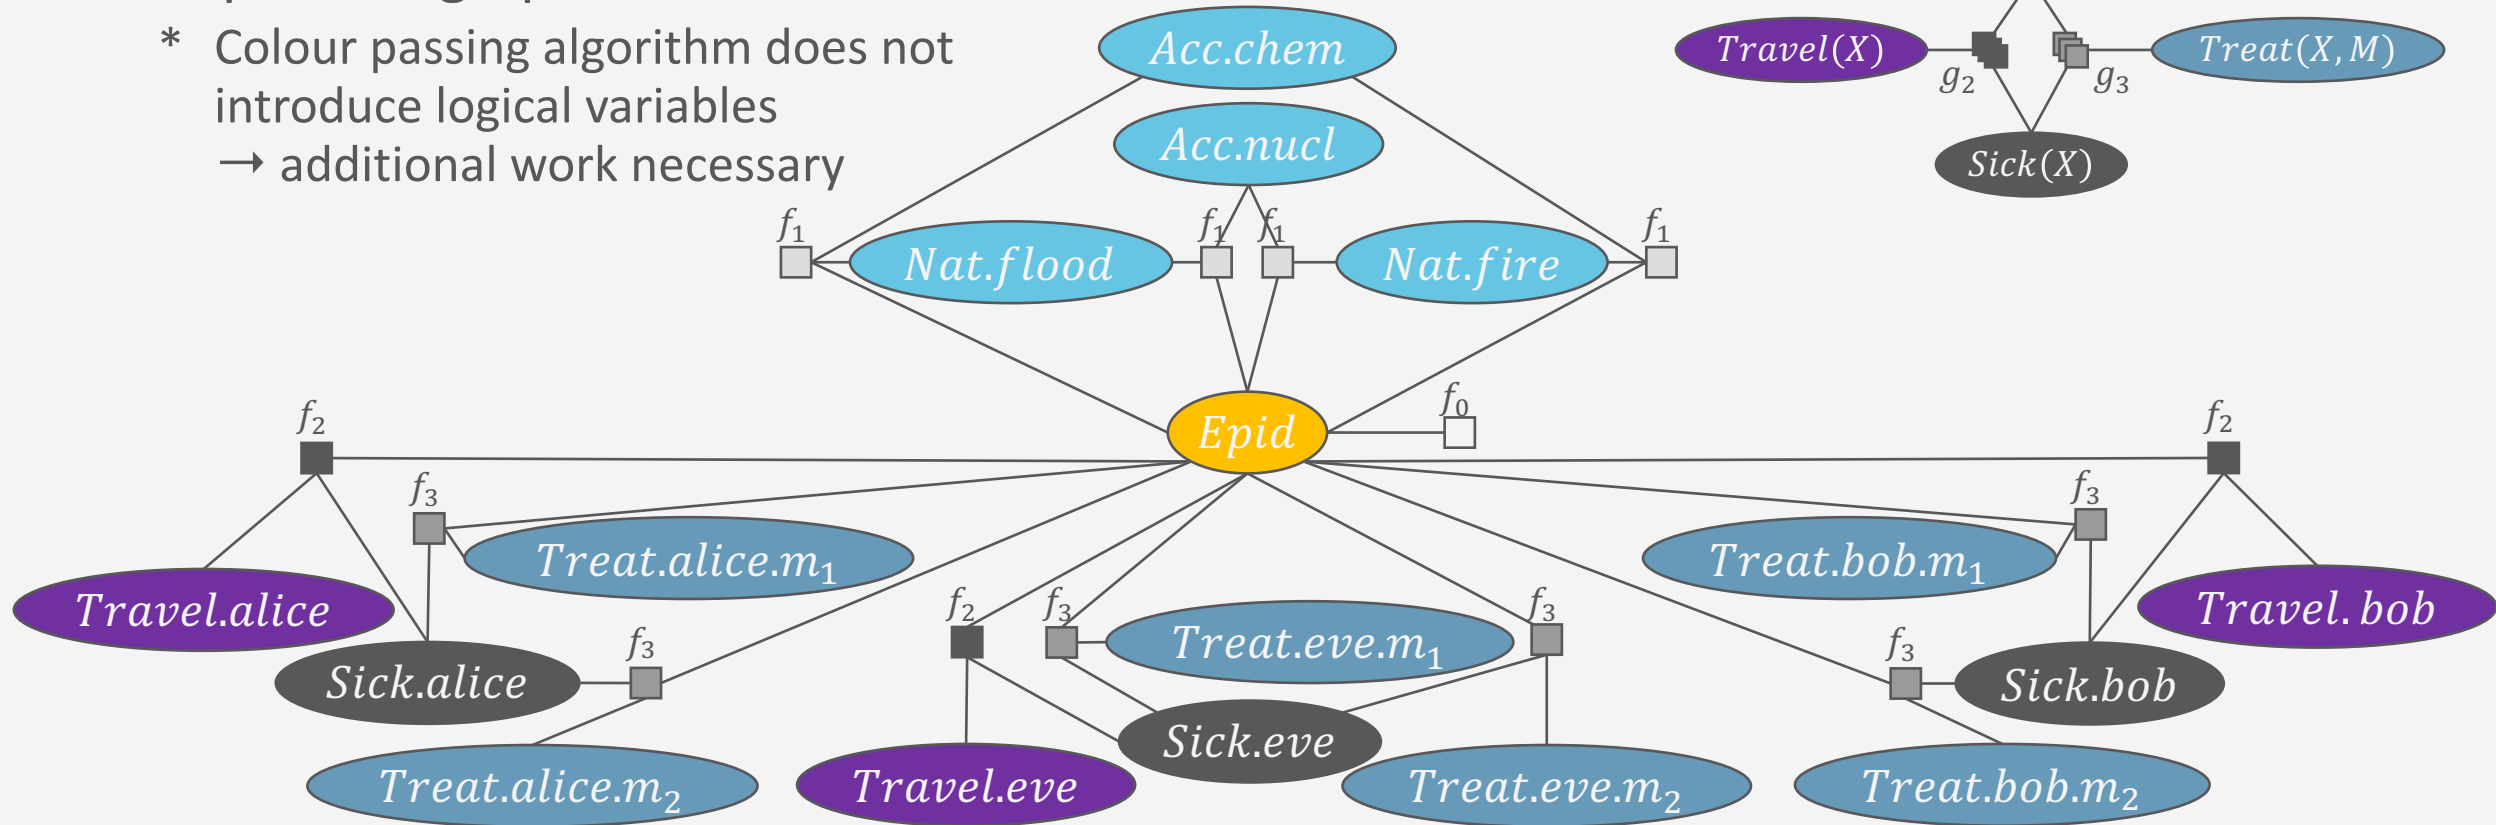 * Colour passing algorithm does not
introduce logical variables
→ additional work necessary
Acc.chem
Acc.nucl
Travel(X)
g₂
g₃
Treat(X, M)
Sick(X)
f₁
f₁
f₁
f₁
Nat.flood
Nat.fire
Epid
f₀
f₂
f₂
f₃
f₃
Treat.alice.m₁
Treat.bob.m₁
Travel.alice
Travel. bob
f₂
f₃
f₃
Treat.eve.m₁
f₃
f₃
Sick.alice
Sick.bob
Sick.eve
Treat.alice.m₂
Travel.eve
Treat.eve.m₂
Treat.bob.m₂